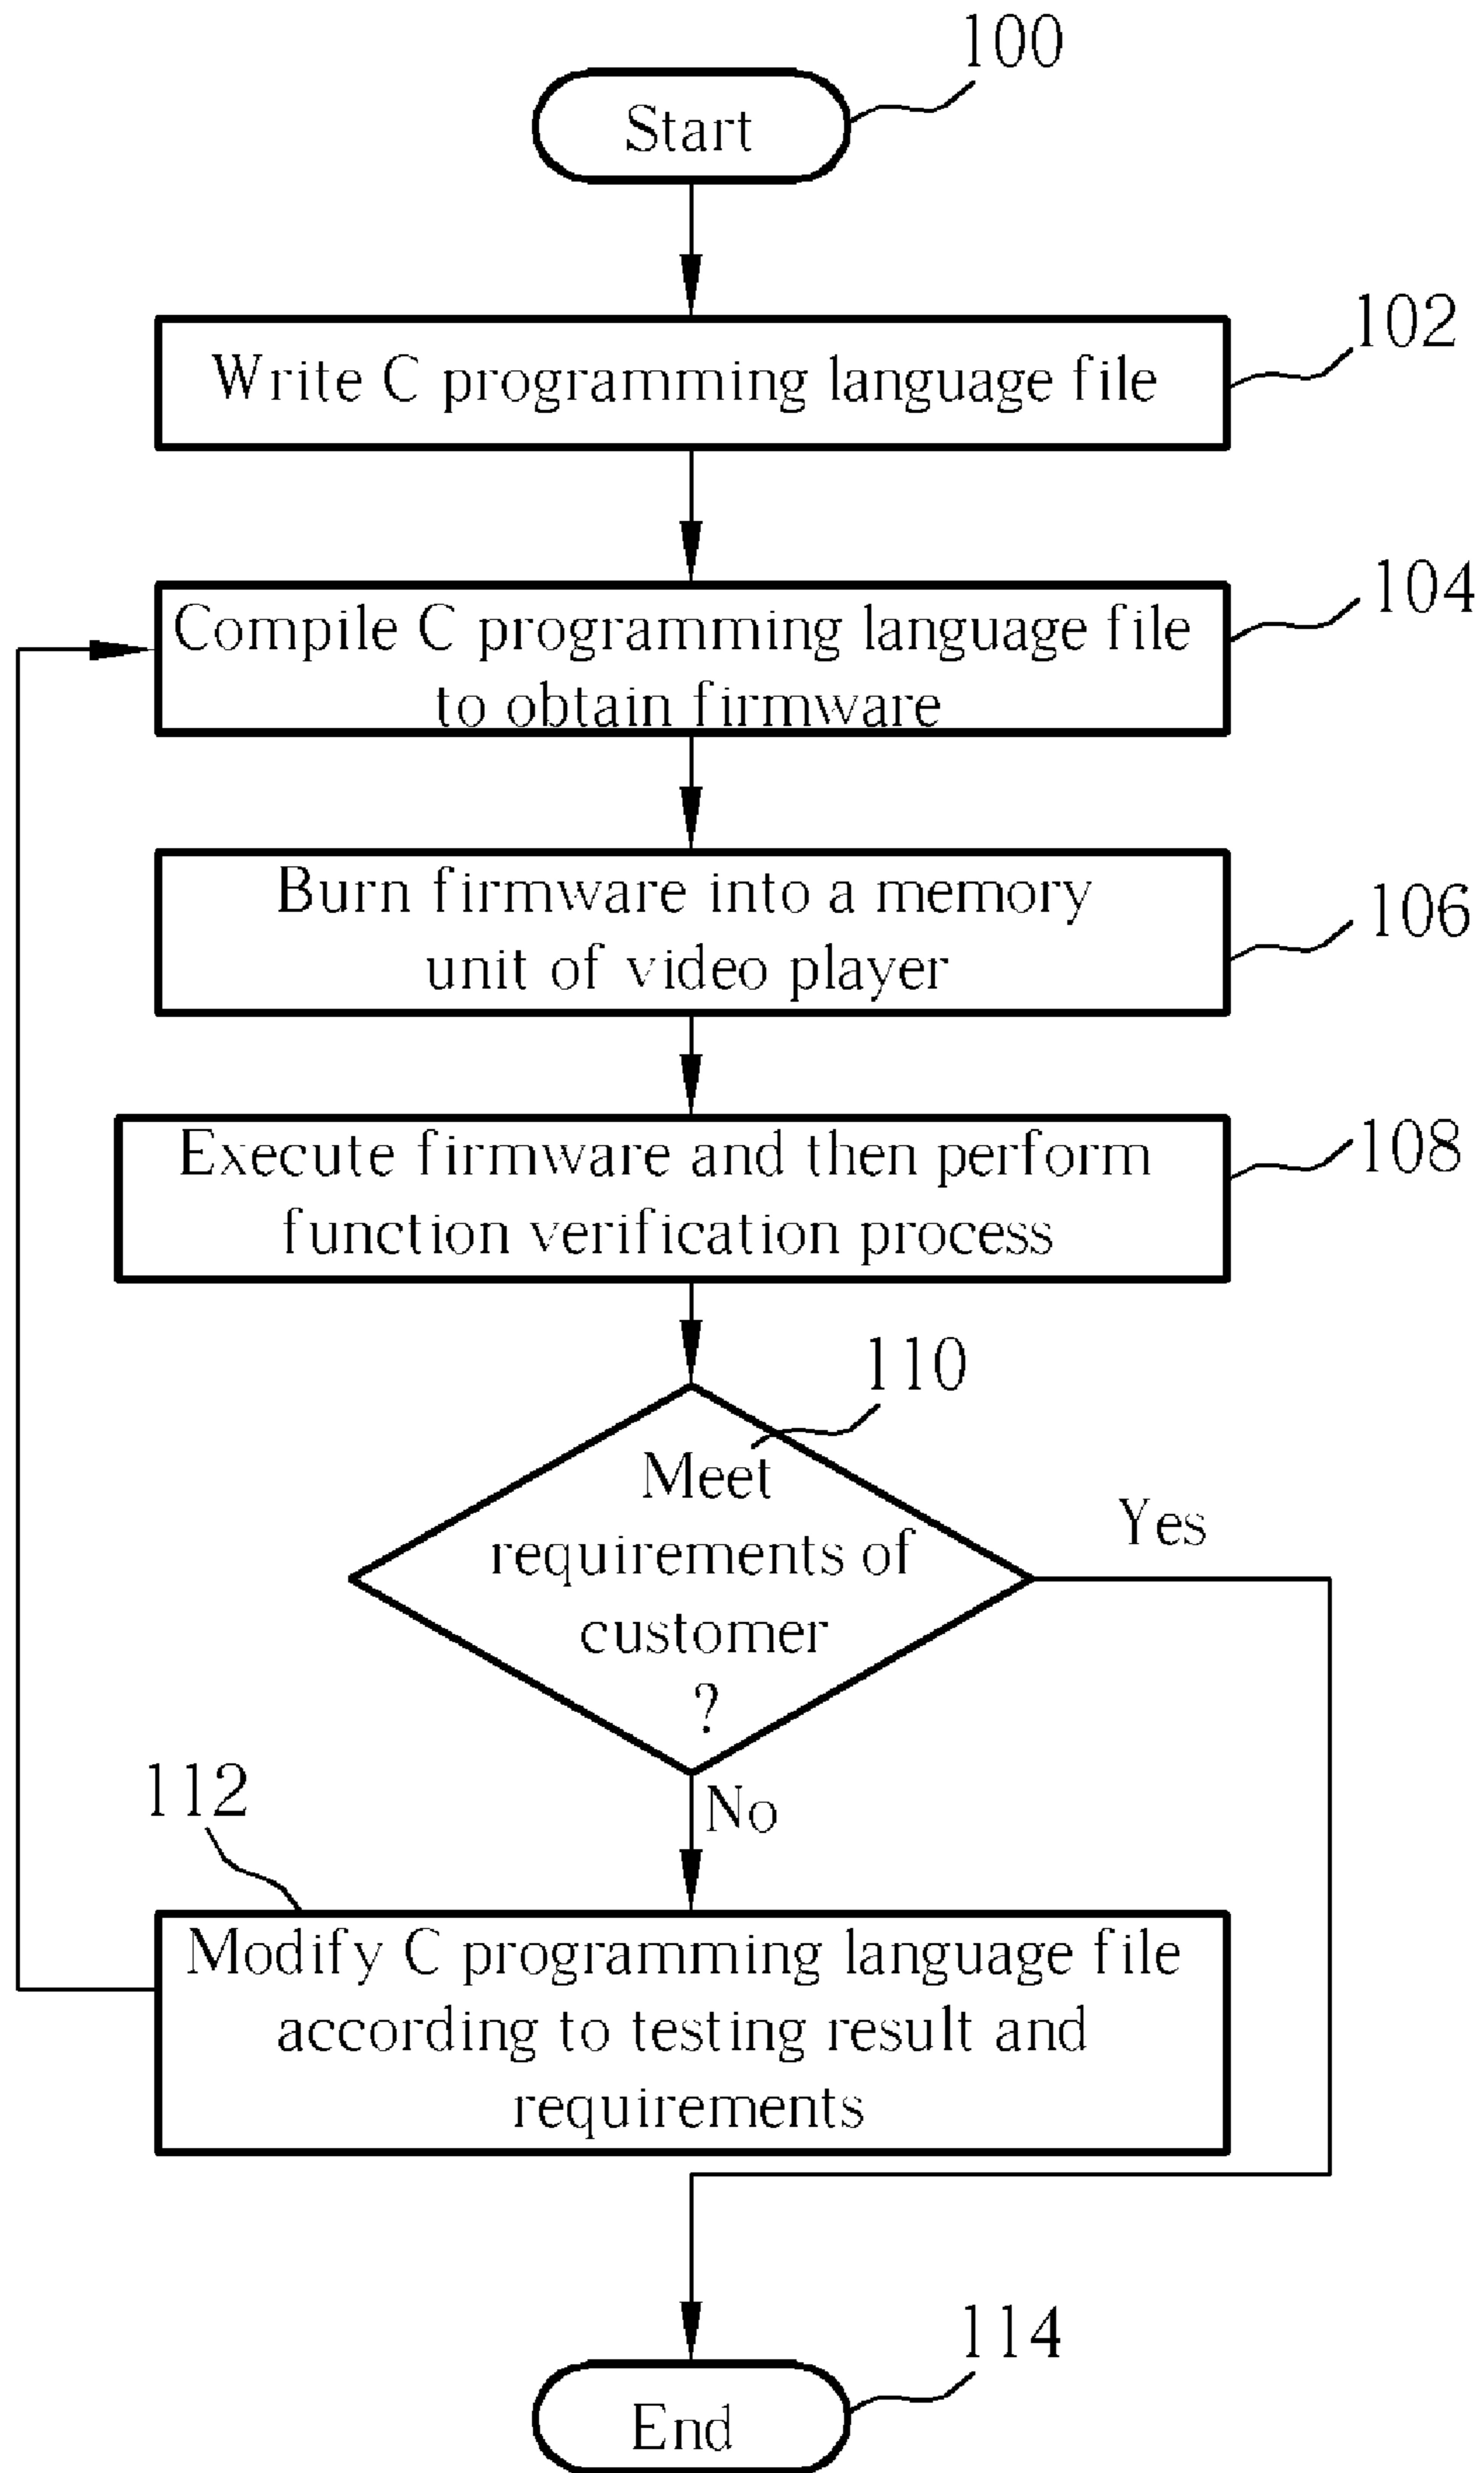 100
Start
102
Write C programming language file
104
Compile C programming language file
to obtain firmware
106
Burn firmware into a memory
unit of video player
108
Execute firmware and then perform
function verification process
110
Meet
requirements of
customer
?
Yes
No
112
Modify C programming language file
according to testing result and
requirements
114
End